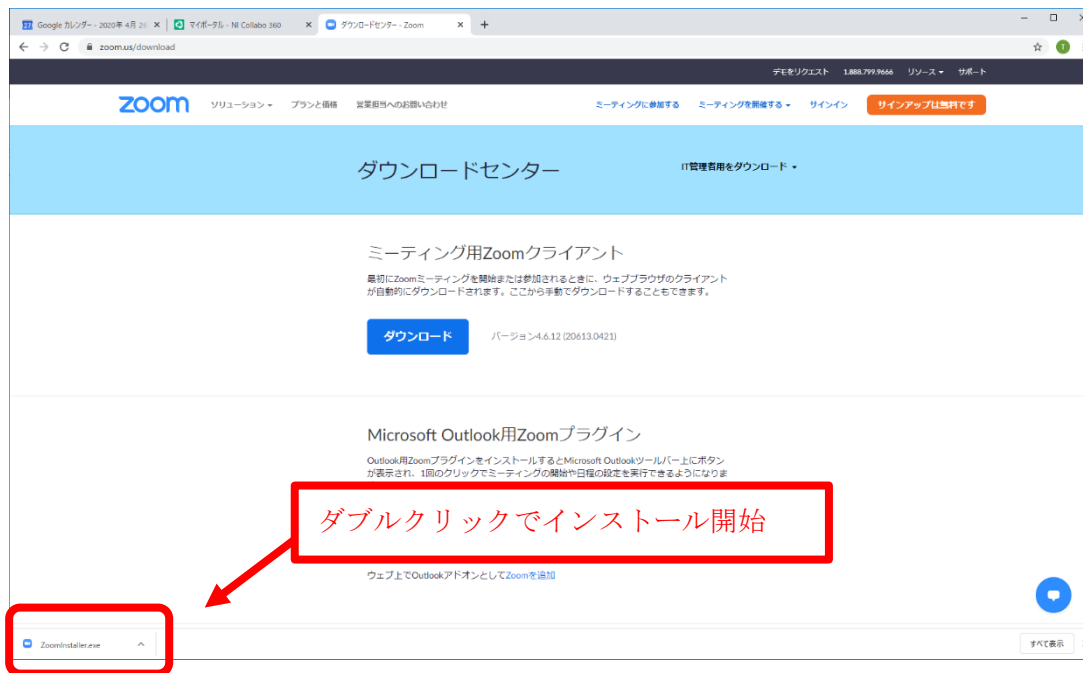 Google カレンダー - 2020年 4月 26
マイポータル - NI Collabo 360
ダウンロードセンター - Zoom
zoom.us/download
デモをリクエスト 1.888.799.9666 リソース サポート
zoom ソリューション プランと価格 営業担当へのお問い合わせ ミーティングに参加する ミーティングを開催する サインイン サインアップは無料です
ダウンロードセンター IT管理者用をダウンロード
ミーティング用Zoomクライアント
最初にZoomミーティングを開始または参加されるときに、ウェブブラウザのクライアント
が自動的にダウンロードされます。ここから手動でダウンロードすることもできます。
ダウンロード バージョン4.6.12 (20613.0421)
Microsoft Outlook用Zoomプラグイン
Outlook用ZoomプラグインをインストールするとMicrosoft Outlookツールバー上にボタン
が表示され、1回のクリックでミーティングの開始や日程の設定を実行できるようになりま
ダブルクリックでインストール開始
ウェブ上でOutlookアドオンとしてZoomを追加
ZoomInstaller.exe
すべて表示